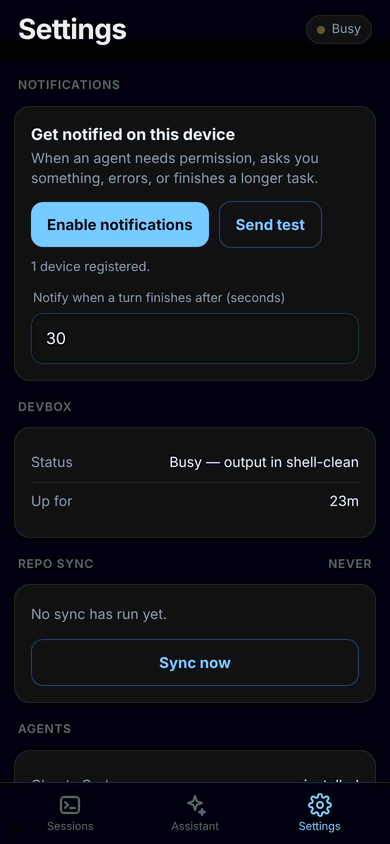 Settings
Busy
NOTIFICATIONS
Get notified on this device
When an agent needs permission, asks you
something, errors, or finishes a longer task.
Enable notifications
Send test
1 device registered.
Notify when a turn finishes after (seconds)
30
DEVBOX
Status
Busy — output in shell-clean
Up for
23m
REPO SYNC
NEVER
No sync has run yet.
Sync now
AGENTS
Sessions
Assistant
Settings